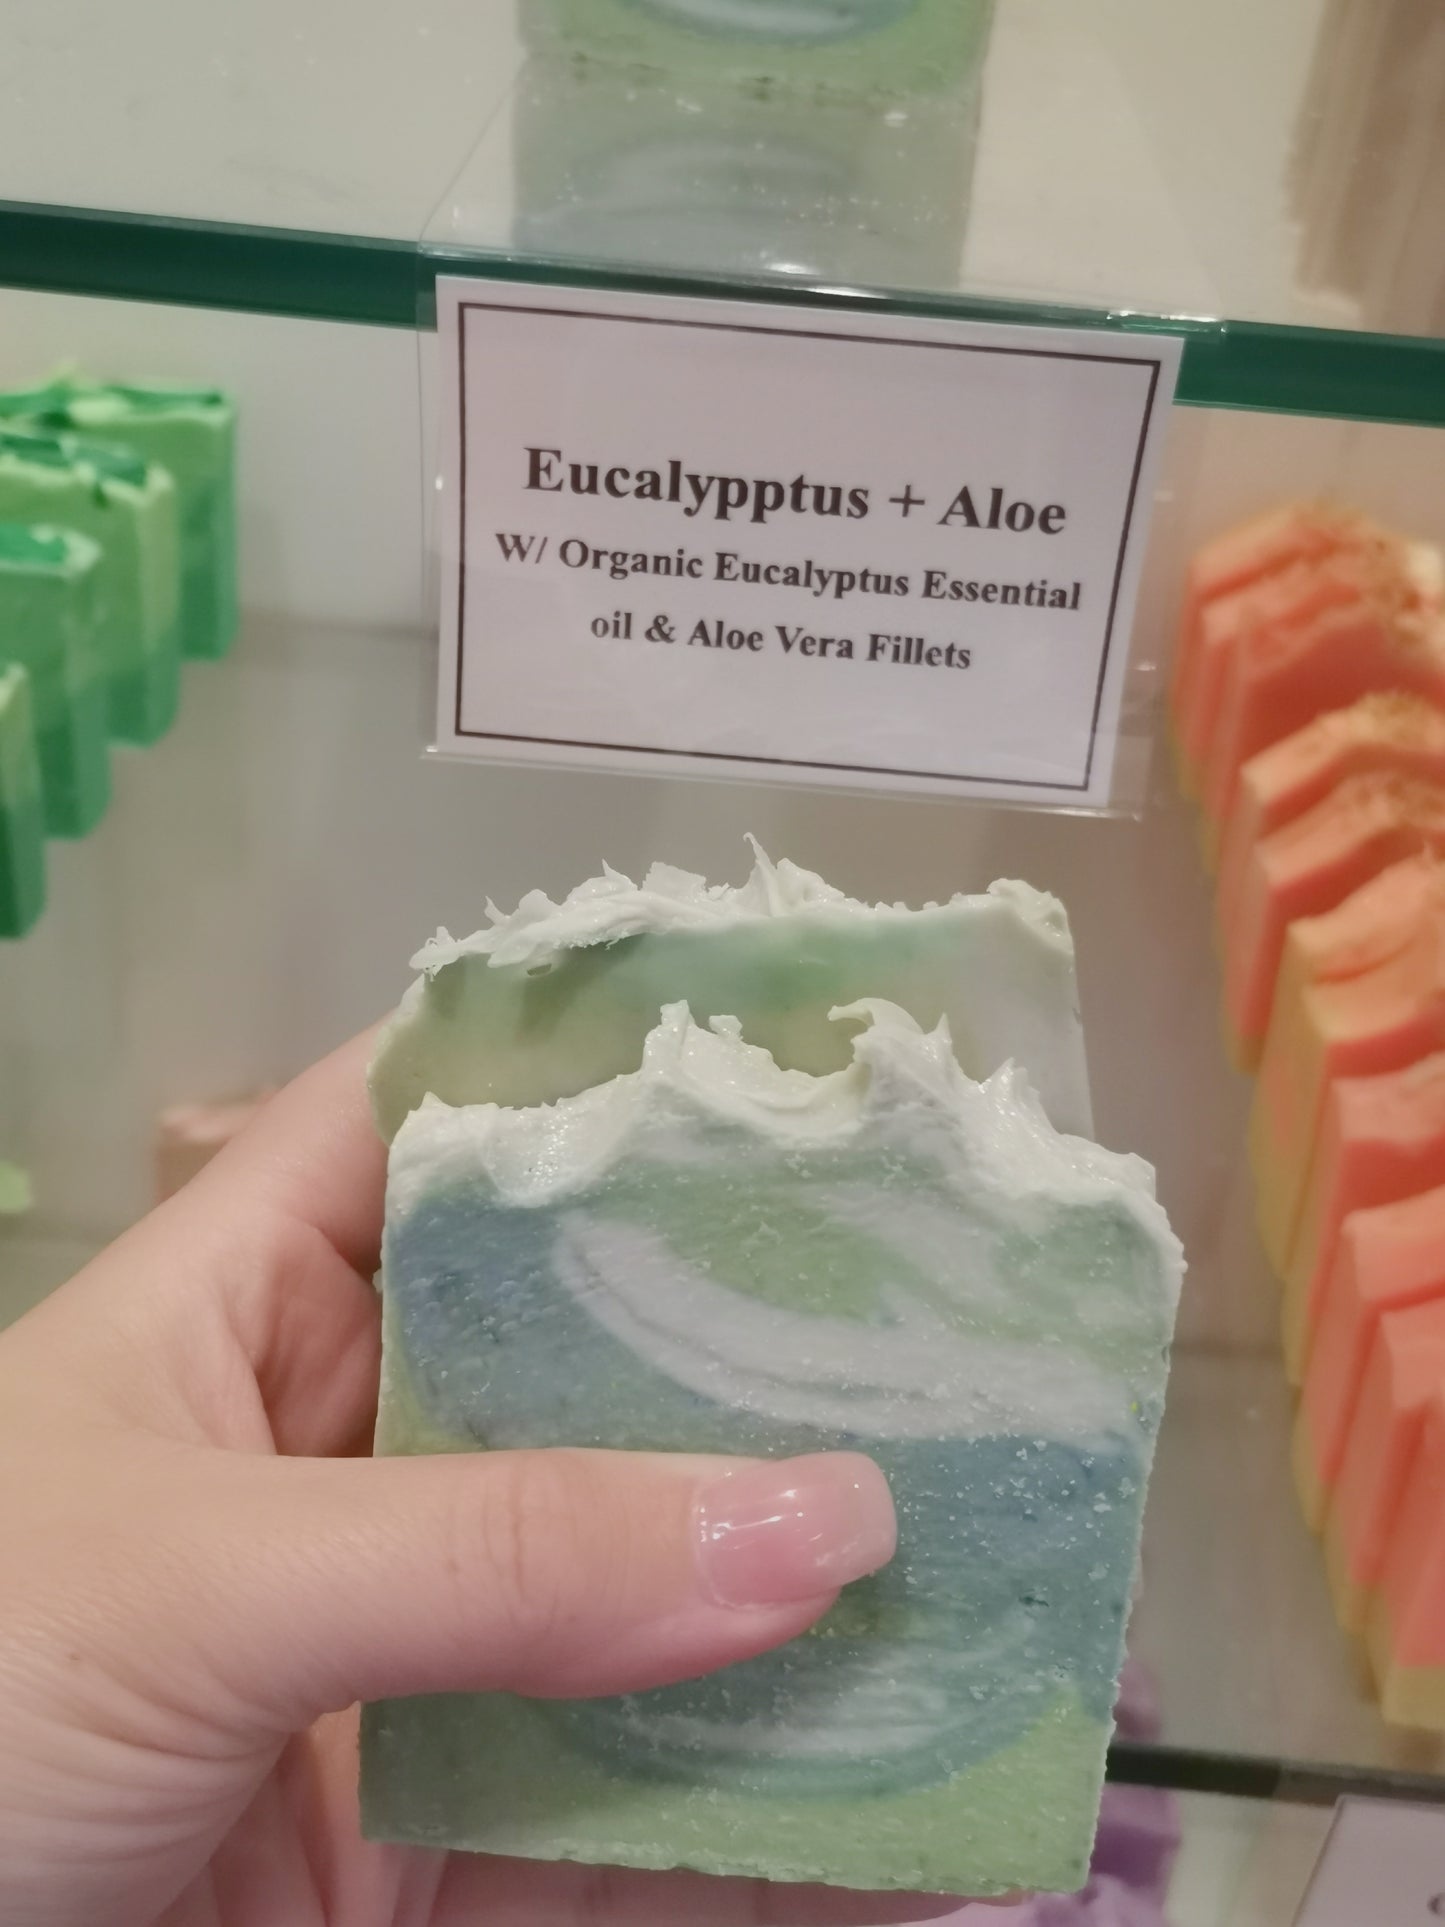 Eucalypptus + Aloe
W/ Organic Eucalyptus Essential
oil & Aloe Vera Fillets